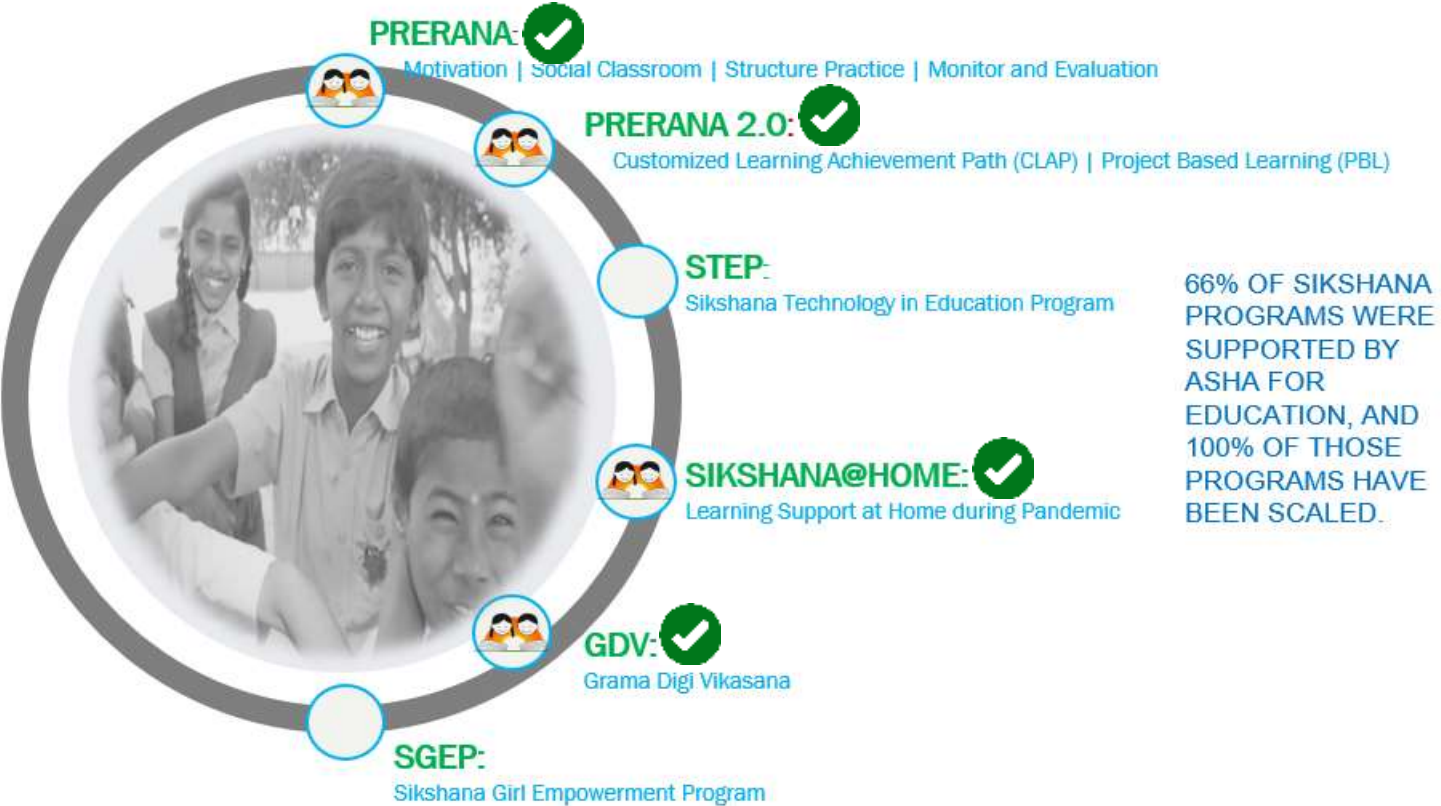 PRERANA:
Motivation | Social Classroom | Structure Practice | Monitor and Evaluation
PRERANA 2.0:
Customized Learning Achievement Path (CLAP) | Project Based Learning (PBL)
STEP:
Sikshana Technology in Education Program
SIKSHANA@HOME:
Learning Support at Home during Pandemic
GDV:
Grama Digi Vikasana
SGEP:
Sikshana Girl Empowerment Program
66% OF SIKSHANA
PROGRAMS WERE
SUPPORTED BY
ASHA FOR
EDUCATION, AND
100% OF THOSE
PROGRAMS HAVE
BEEN SCALED.